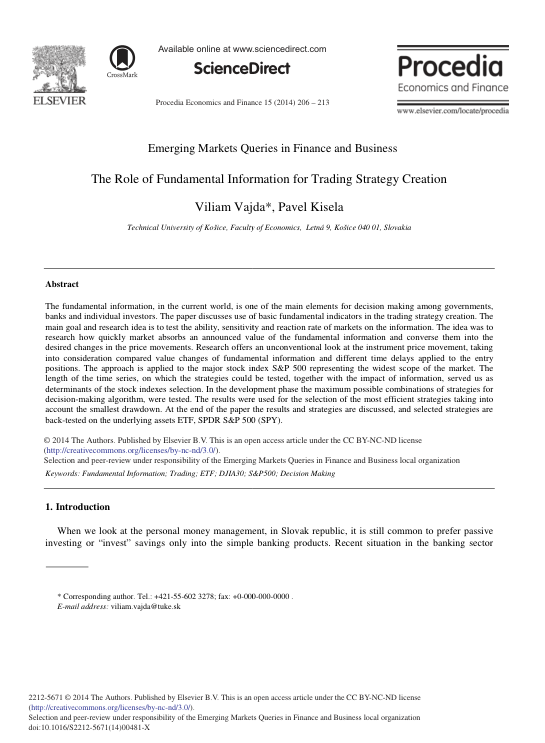 Available online at www.sciencedirect.com
CrossMark
ScienceDirect
ELSEVIER
Procedia Economics and Finance 15 (2014) 206 – 213
Procedia
Economics and Finance
www.elsevier.com/locate/procedia
Emerging Markets Queries in Finance and Business
The Role of Fundamental Information for Trading Strategy Creation
Viliam Vajda*, Pavel Kisela
Technical University of Košice, Faculty of Economics, Letná 9, Košice 040 01, Slovakia
Abstract
The fundamental information, in the current world, is one of the main elements for decision making among governments,
banks and individual investors. The paper discusses use of basic fundamental indicators in the trading strategy creation. The
main goal and research idea is to test the ability, sensitivity and reaction rate of markets on the information. The idea was to
research how quickly market absorbs an announced value of the fundamental information and converse them into the
desired changes in the price movements. Research offers an unconventional look at the instrument price movement, taking
into consideration compared value changes of fundamental information and different time delays applied to the entry
positions. The approach is applied to the major stock index S&P 500 representing the widest scope of the market. The
length of the time series, on which the strategies could be tested, together with the impact of information, served us as
determinants of the stock indexes selection. In the development phase the maximum possible combinations of strategies for
decision-making algorithm, were tested. The results were used for the selection of the most efficient strategies taking into
account the smallest drawdown. At the end of the paper the results and strategies are discussed, and selected strategies are
back-tested on the underlying assets ETF, SPDR S&P 500 (SPY).
© 2014 The Authors. Published by Elsevier B.V. This is an open access article under the CC BY-NC-ND license
(http://creativecommons.org/licenses/by-nc-nd/3.0/).
Selection and peer-review under responsibility of the Emerging Markets Queries in Finance and Business local organization
Keywords: Fundamental Information; Trading; ETF; DJIA30; S&P500; Decision Making
1. Introduction
When we look at the personal money management, in Slovak republic, it is still common to prefer passive
investing or “invest” savings only into the simple banking products. Recent situation in the banking sector
* Corresponding author. Tel.: +421-55-602 3278; fax: +0-000-000-0000 .
E-mail address: viliam.vajda@tuke.sk
2212-5671 © 2014 The Authors. Published by Elsevier B.V. This is an open access article under the CC BY-NC-ND license
(http://creativecommons.org/licenses/by-nc-nd/3.0/).
Selection and peer-review under responsibility of the Emerging Markets Queries in Finance and Business local organization
doi:10.1016/S2212-5671(14)00481-X